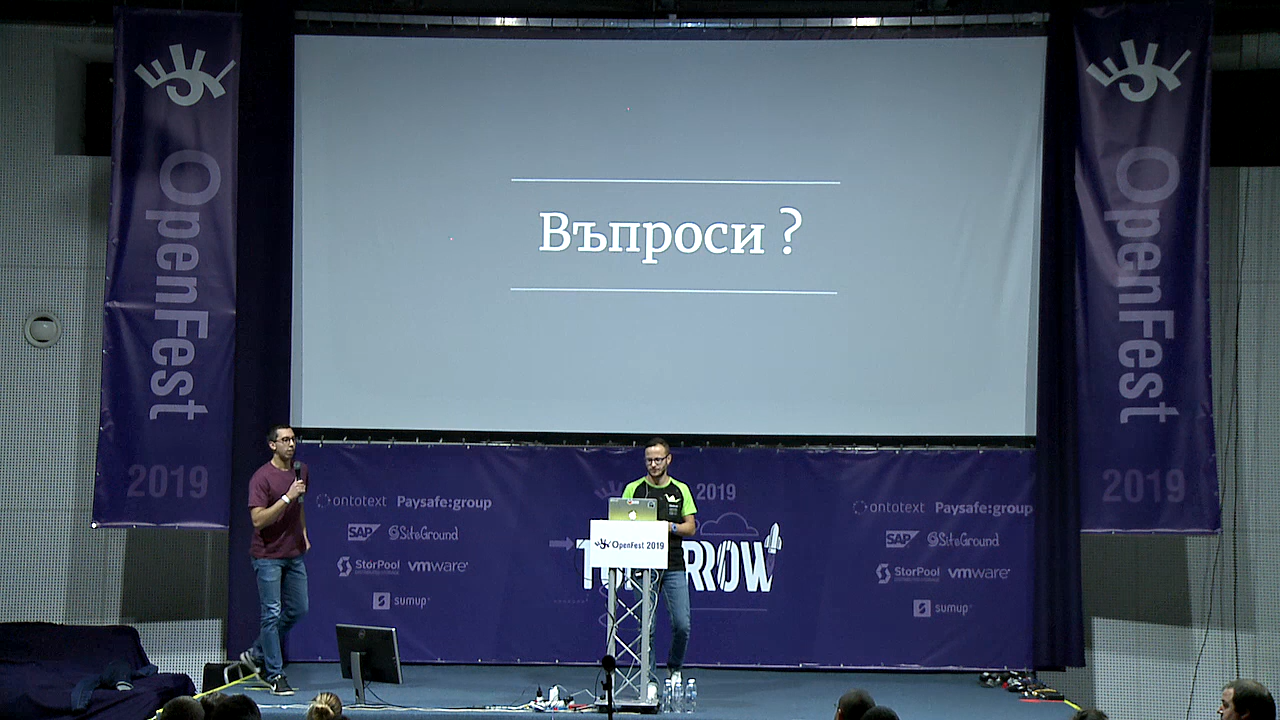 OpenFest
2019
Въпроси ?
OpenFest
2019
ontotext Paysafe:group
SAP SiteGround
StorPool vmware
sumup
2019
OpenFest 2019
ontotext Paysafe:group
SAP SiteGround
StorPool vmware
sumup